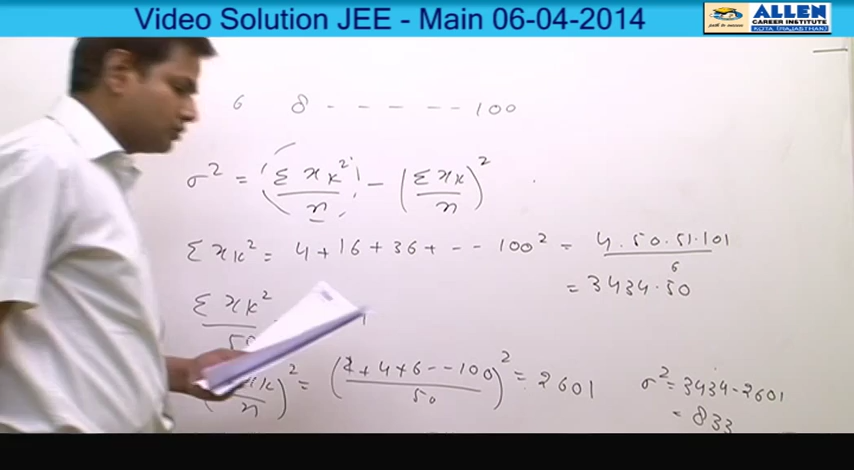 Video Solution JEE - Main 06-04-2014
ALLEN
CAREER INSTITUTE
KOTA (RAJASTHAN)
6 8 - - - - - - 100
σ² = (Σxₖ²/n) - (Σxₖ/n)²
Σxₖ² = 4 + 16 + 36 + - - 100² = 4.50.51.101/6
= 3434.50
Σxₖ²/50
n)² = (2 + 4 + 6 - - 100/50)² = 2601
σ² = 3434 - 2601
= 833